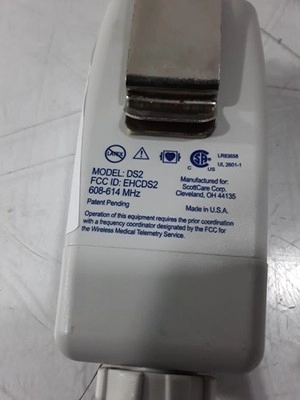 LATEX
C US
LR83658
UL 2601-1
MODEL: DS2
FCC ID: EHCDS2
608-614 MHz
Patent Pending
Manufactured for:
ScottCare Corp.
Cleveland, OH 44135
Made in U.S.A.
Operation of this equipment requires the prior coordination
with a frequency coordinator designated by the FCC for
the Wireless Medical Telemetry Service.